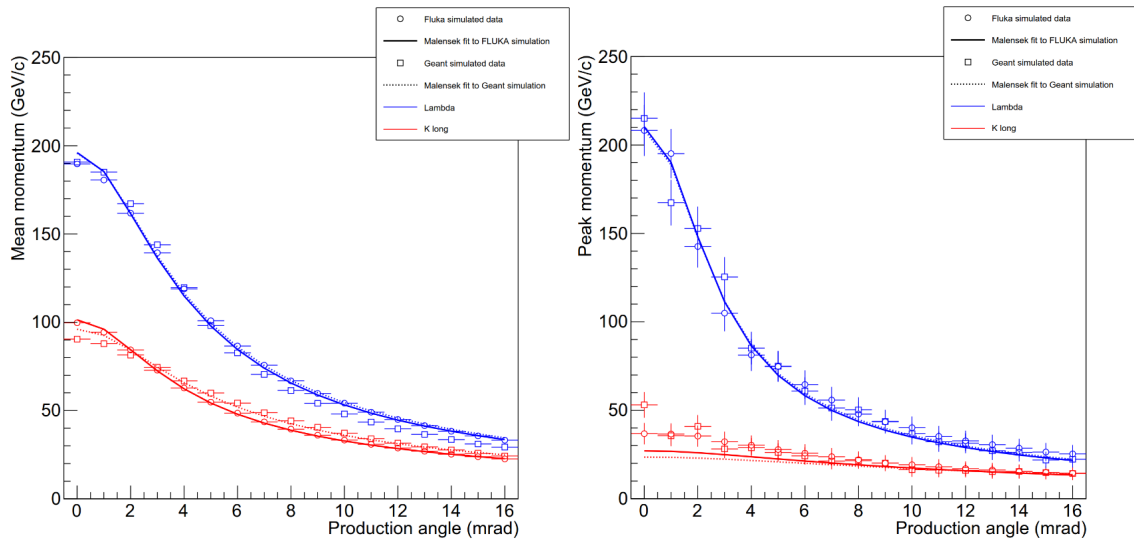 Fluka simulated data
Malensek fit to FLUKA simulation
Geant simulated data
Malensek fit to Geant simulation
Lambda
K long
Mean momentum (GeV/c)
250
200
150
100
50
0
0 2 4 6 8 10 12 14 16
Production angle (mrad)
Fluka simulated data
Malensek fit to FLUKA simulation
Geant simulated data
Malensek fit to Geant simulation
Lambda
K long
Peak momentum (GeV/c)
250
200
150
100
50
0
0 2 4 6 8 10 12 14 16
Production angle (mrad)